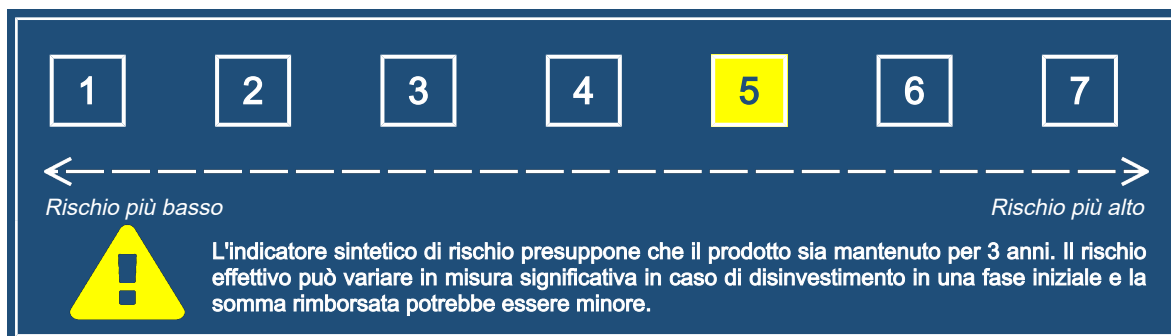 1 2 3 4 5 6 7
Rischio più basso Rischio più alto
L'indicatore sintetico di rischio presuppone che il prodotto sia mantenuto per 3 anni. Il rischio
effettivo può variare in misura significativa in caso di disinvestimento in una fase iniziale e la
somma rimborsata potrebbe essere minore.